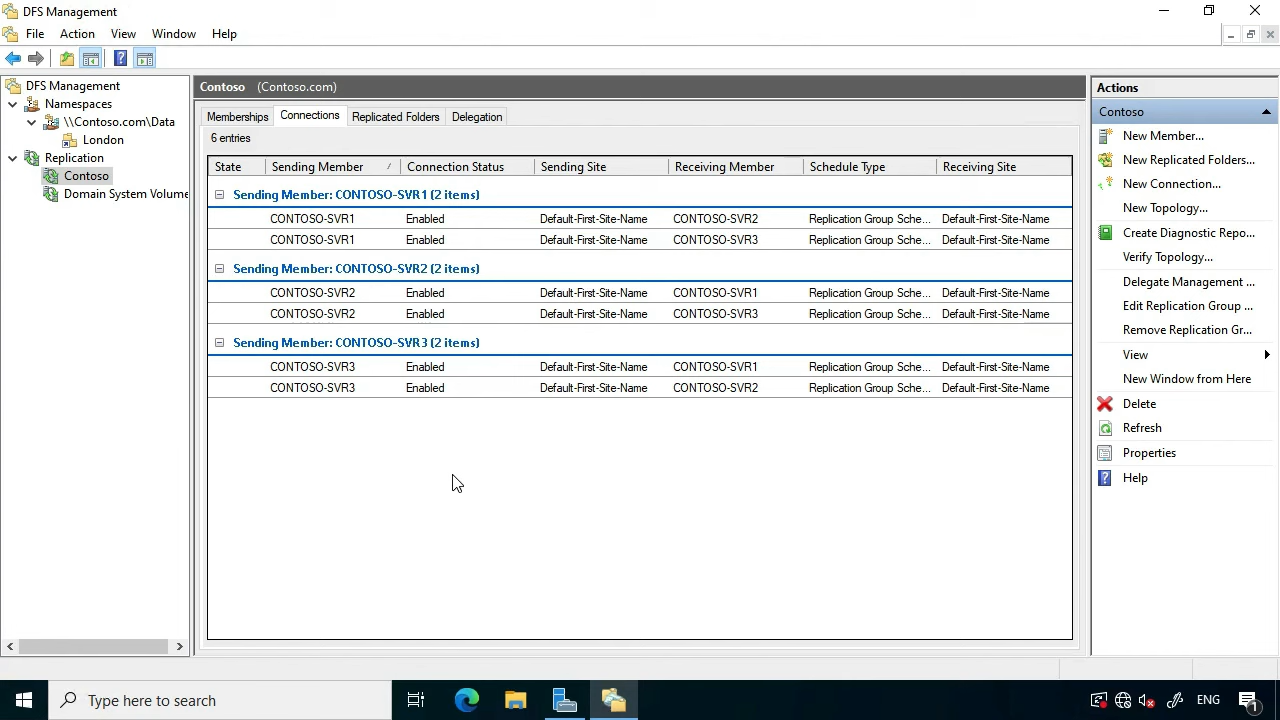 DFS Management
File Action View Window Help
DFS Management
Namespaces
\\Contoso.com\Data
London
Replication
Contoso
Domain System Volume
Contoso (Contoso.com)
Memberships Connections Replicated Folders Delegation
6 entries
State Sending Member Connection Status Sending Site Receiving Member Schedule Type Receiving Site
Sending Member: CONTOSO-SVR1 (2 items)
CONTOSO-SVR1 Enabled Default-First-Site-Name CONTOSO-SVR2 Replication Group Sche... Default-First-Site-Name
CONTOSO-SVR1 Enabled Default-First-Site-Name CONTOSO-SVR3 Replication Group Sche... Default-First-Site-Name
Sending Member: CONTOSO-SVR2 (2 items)
CONTOSO-SVR2 Enabled Default-First-Site-Name CONTOSO-SVR1 Replication Group Sche... Default-First-Site-Name
CONTOSO-SVR2 Enabled Default-First-Site-Name CONTOSO-SVR3 Replication Group Sche... Default-First-Site-Name
Sending Member: CONTOSO-SVR3 (2 items)
CONTOSO-SVR3 Enabled Default-First-Site-Name CONTOSO-SVR1 Replication Group Sche... Default-First-Site-Name
CONTOSO-SVR3 Enabled Default-First-Site-Name CONTOSO-SVR2 Replication Group Sche... Default-First-Site-Name
Actions
Contoso
New Member...
New Replicated Folders...
New Connection...
New Topology...
Create Diagnostic Repo...
Verify Topology...
Delegate Management ...
Edit Replication Group ...
Remove Replication Gr...
View
New Window from Here
Delete
Refresh
Properties
Help
Type here to search
ENG
1